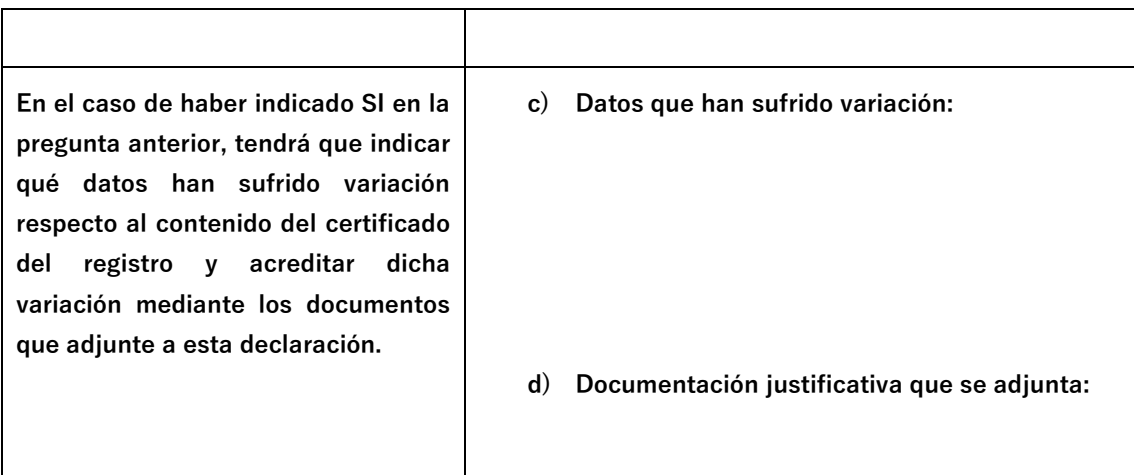 En el caso de haber indicado SI en la
pregunta anterior, tendrá que indicar
qué datos han sufrido variación
respecto al contenido del certificado
del registro y acreditar dicha
variación mediante los documentos
que adjunte a esta declaración.
c) Datos que han sufrido variación:
d) Documentación justificativa que se adjunta: